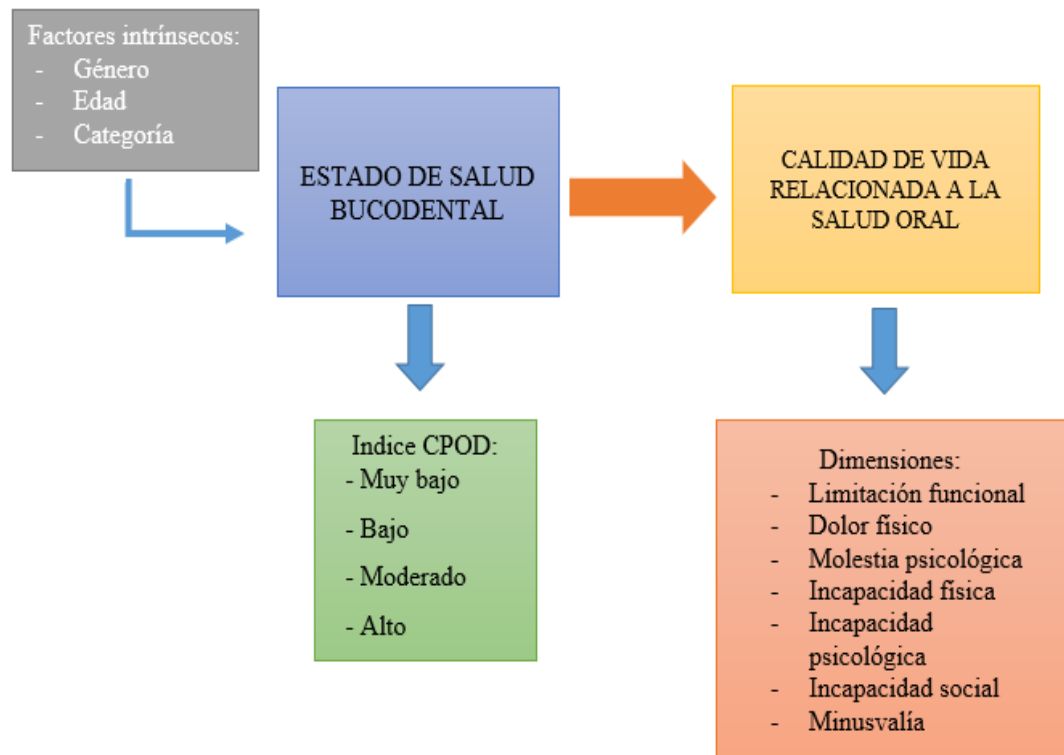 Factores intrínsecos:
- Género
- Edad
- Categoría
ESTADO DE SALUD
BUCODENTAL
CALIDAD DE VIDA
RELACIONADA A LA
SALUD ORAL
Indice CPOD:
- Muy bajo
- Bajo
- Moderado
- Alto
Dimensiones:
- Limitación funcional
- Dolor físico
- Molestia psicológica
- Incapacidad física
- Incapacidad
psicológica
- Incapacidad social
- Minusvalía